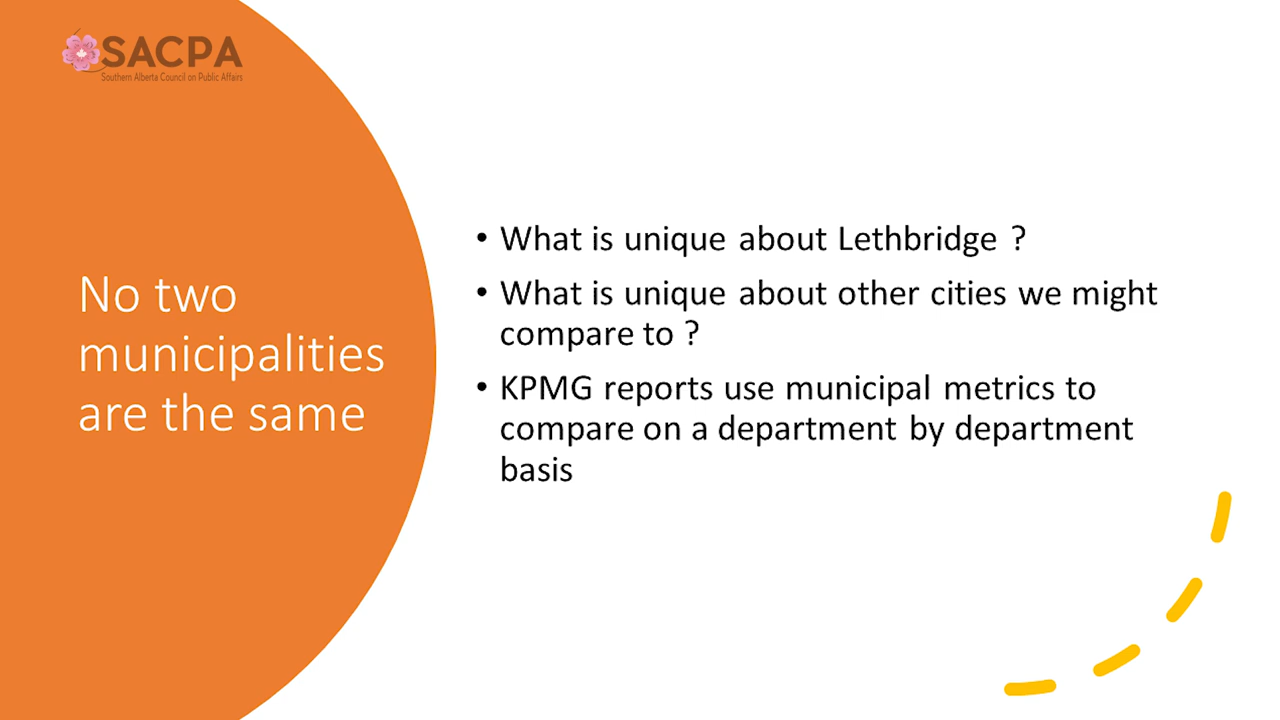 SACPA
Southern Alberta Council on Public Affairs
No two
municipalities
are the same
• What is unique about Lethbridge ?
• What is unique about other cities we might
compare to ?
• KPMG reports use municipal metrics to
compare on a department by department
basis